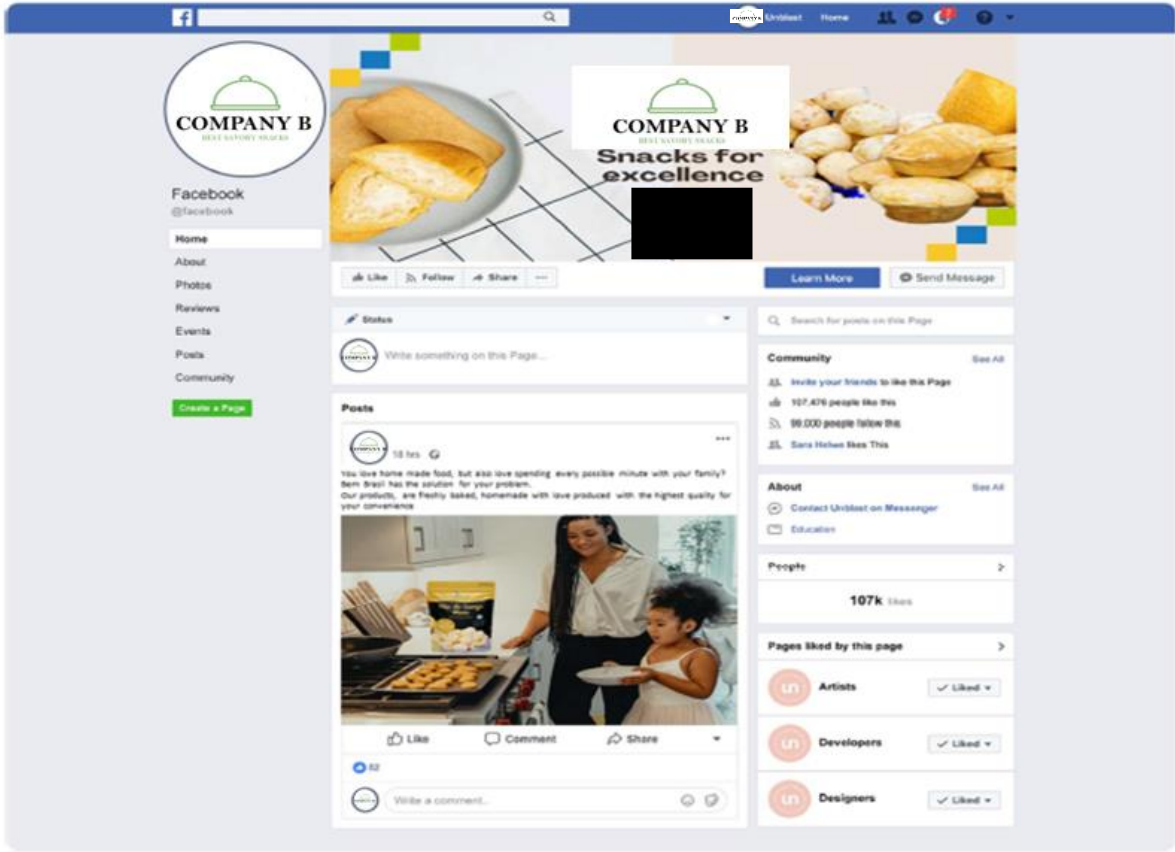 Unblast Home
COMPANY B
BEST SAVORY SNACKS
COMPANY B
BEST SAVORY SNACKS
Snacks for
excellence
Facebook
@facebook
Home
About
Photos
Reviews
Events
Posts
Community
Create a Page
Like Follow Share
Learn More Send Message
Status
COMPANY B
Write something on this Page...
Posts
18 hrs
You love home made food, but also love spending every possible minute with your family?
Bem Brasil has the solution for your problem.
Our products, are freshly baked, homemade with love produced with the highest quality for
your convenience
Like Comment Share
Write a comment...
Search for posts on this Page
Community See All
Invite your friends to like this Page
107,476 people like this
people follow this
Sara likes This
About See All
Contact Unblast on Messenger
Education
People
107k likes
Pages liked by this page
un Artists Liked
un Developers Liked
un Designers Liked